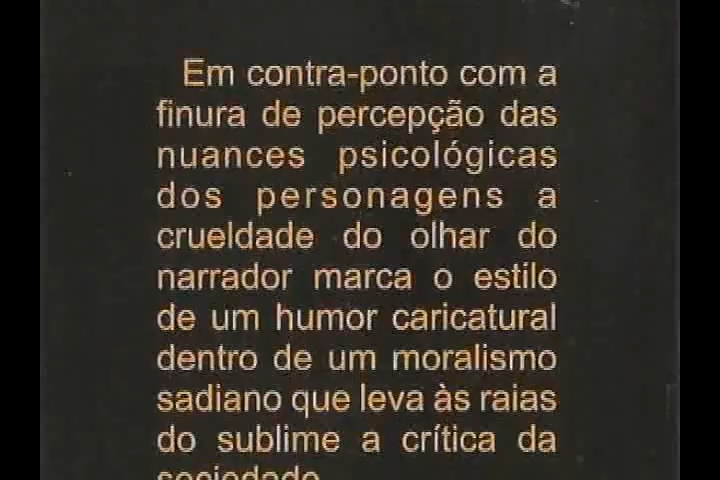 Em contra-ponto com a
finura de percepção das
nuances psicológicas
dos personagens a
crueldade do olhar do
narrador marca o estilo
de um humor caricatural
dentro de um moralismo
sadiano que leva às raias
do sublime a crítica da
sociedade